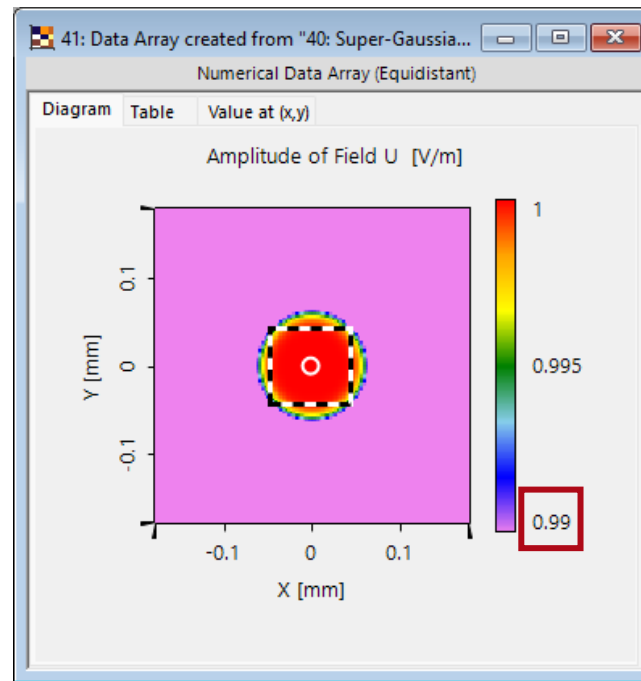 41: Data Array created from "40: Super-Gaussia...
Numerical Data Array (Equidistant)
Diagram Table Value at (x,y)
Amplitude of Field U [V/m]
1
0.995
0.99
Y [mm]
0.1
0
-0.1
-0.1 0 0.1
X [mm]